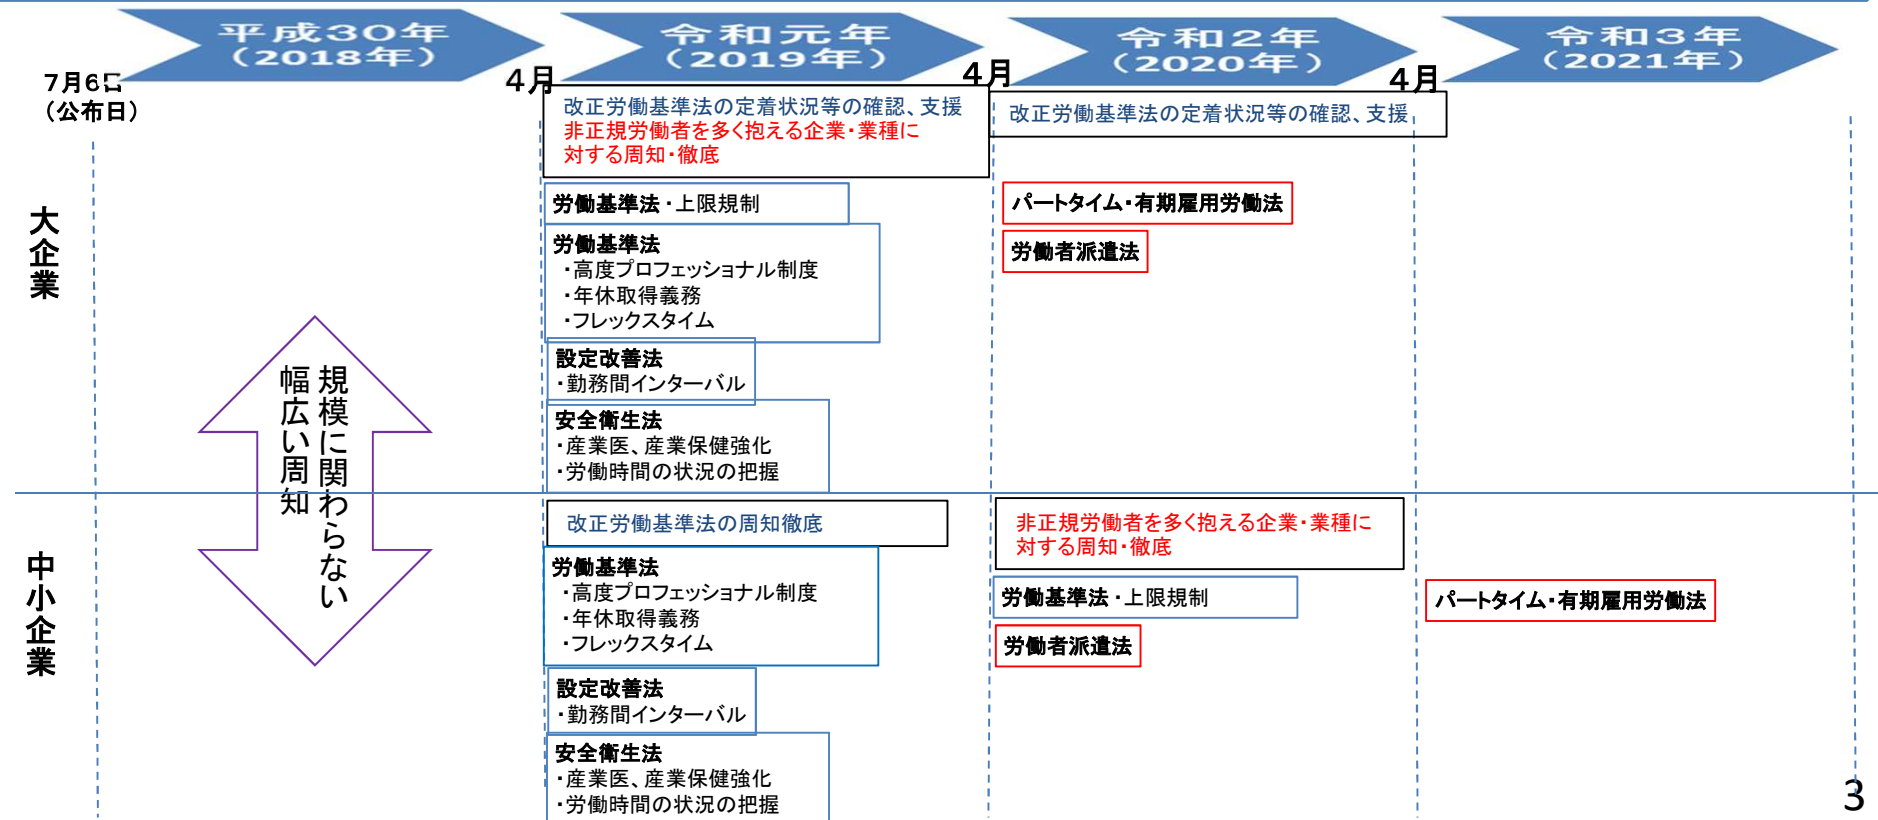 平成30年
（2018年）
令和元年
（2019年）
令和2年
（2020年）
令和3年
（2021年）
7月6日
（公布日）
4月
4月
4月
大企業
改正労働基準法の定着状況等の確認、支援
非正規労働者を多く抱える企業・業種に
対する周知・徹底
改正労働基準法の定着状況等の確認、支援
労働基準法・上限規制
労働基準法
・高度プロフェッショナル制度
・年休取得義務
・フレックスタイム
設定改善法
・勤務間インターバル
安全衛生法
・産業医、産業保健強化
・労働時間の状況の把握
パートタイム・有期雇用労働法
労働者派遣法
規模に関わらない
幅広い周知
中小企業
改正労働基準法の周知徹底
労働基準法
・高度プロフェッショナル制度
・年休取得義務
・フレックスタイム
設定改善法
・勤務間インターバル
安全衛生法
・産業医、産業保健強化
・労働時間の状況の把握
非正規労働者を多く抱える企業・業種に
対する周知・徹底
労働基準法・上限規制
労働者派遣法
パートタイム・有期雇用労働法
3